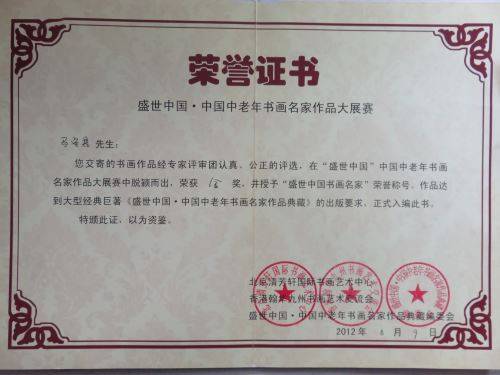 荣誉证书
盛世中国·中国中老年书画名家作品大展赛
先生：
您交寄的书画作品经专家评审团认真、公正的评选，在“盛世中国”中国中老年书画
名家作品大展赛中脱颖而出，荣获 金 奖，并授予“盛世中国书画名家”荣誉称号。作品达
到大型经典巨著《盛世中国·中国中老年书画名家作品典藏》的出版要求，正式入编此书。
特颁此证，以为资鉴。
北京清芳轩国际书画艺术中心
香港翰墨九州书画艺术交流会
盛世中国·中国中老年书画名家作品典藏编委会
2012年 8 月 9 日